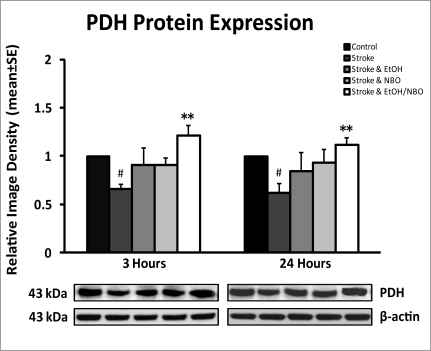 PDH Protein Expression
Control
Stroke
Stroke & EtOH
Stroke & NBO
Stroke & EtOH/NBO
Relative Image Density (mean±SE)
2
1.5
1
0.5
0
#
**
#
**
3 Hours
24 Hours
43 kDa
PDH
43 kDa
β-actin